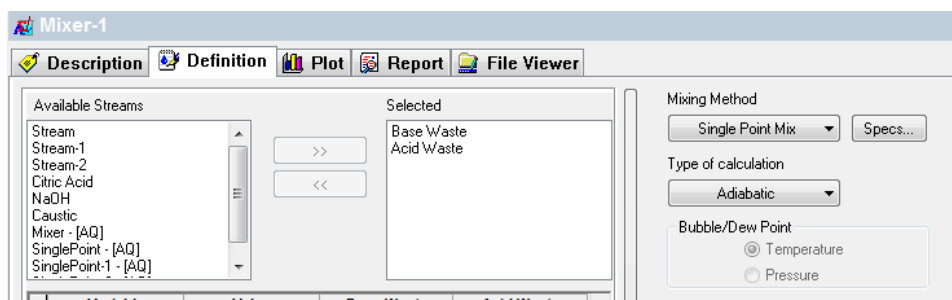 Mixer-1
Description Definition Plot Report File Viewer
Available Streams Selected Mixing Method
Stream Base Waste Single Point Mix Specs...
Stream-1 Acid Waste
Stream-2 >>
Citric Acid Type of calculation
NaOH << Adiabatic
Caustic
Mixer - [AQ] Bubble/Dew Point
SinglePoint - [AQ] Temperature
SinglePoint-1 - [AQ] Pressure